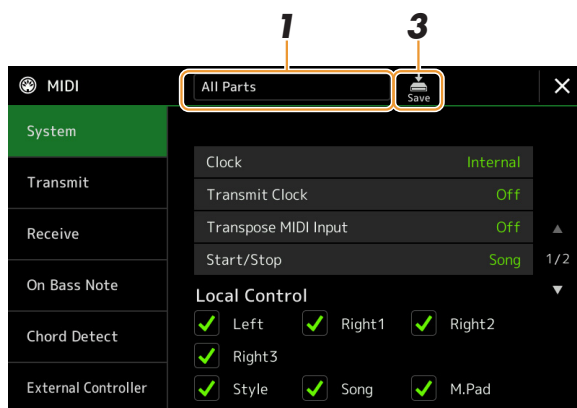 1 3
MIDI All Parts Save
System
Clock Internal
Transmit
Transmit Clock Off
Transpose MIDI Input Off
Receive
Start/Stop Song 1/2
On Bass Note
Local Control
Left Right1 Right2
Chord Detect
Right3
External Controller Style Song M.Pad